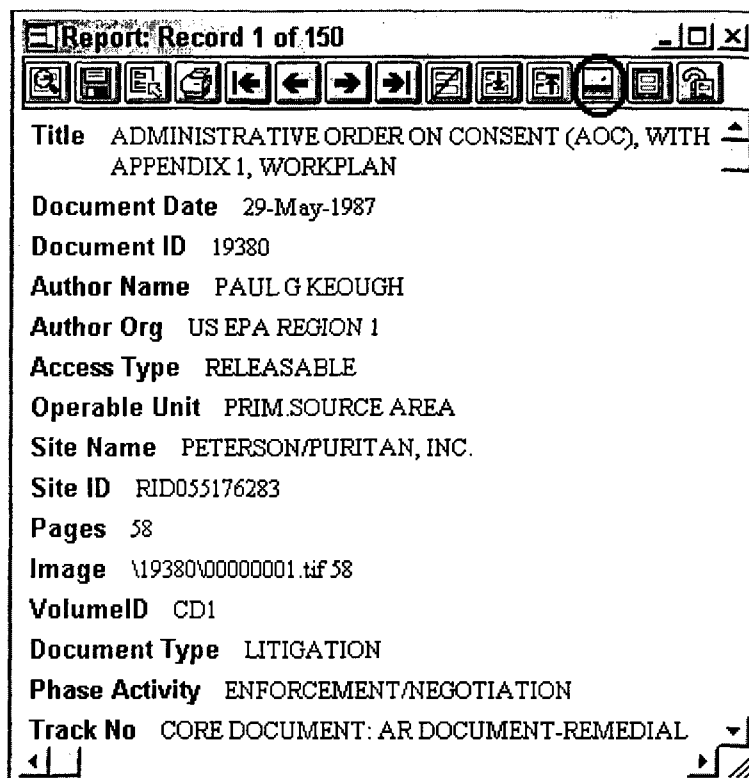 Report: Record 1 of 150
Title ADMINISTRATIVE ORDER ON CONSENT (AOC), WITH
APPENDIX 1, WORKPLAN
Document Date 29-May-1987
Document ID 19380
Author Name PAUL G KEOUGH
Author Org US EPA REGION 1
Access Type RELEASABLE
Operable Unit PRIM.SOURCE AREA
Site Name PETERSON/PURITAN, INC.
Site ID RID055176283
Pages 58
Image \19380\00000001.tif 58
VolumeID CD1
Document Type LITIGATION
Phase Activity ENFORCEMENT/NEGOTIATION
Track No CORE DOCUMENT: AR DOCUMENT-REMEDIAL